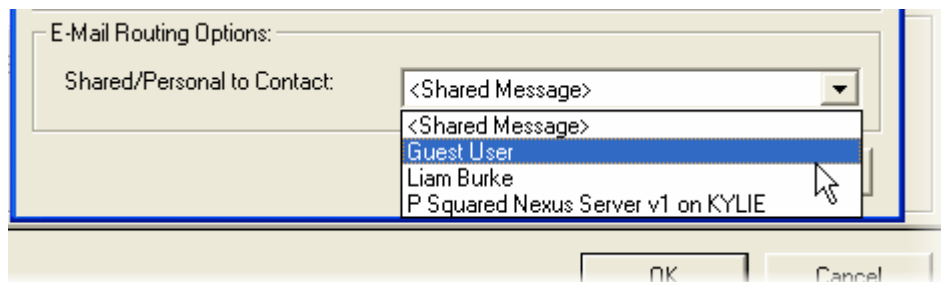 E-Mail Routing Options:
Shared/Personal to Contact:
<Shared Message>
<Shared Message>
Guest User
Liam Burke
P Squared Nexus Server v1 on KYLIE
OK
Cancel